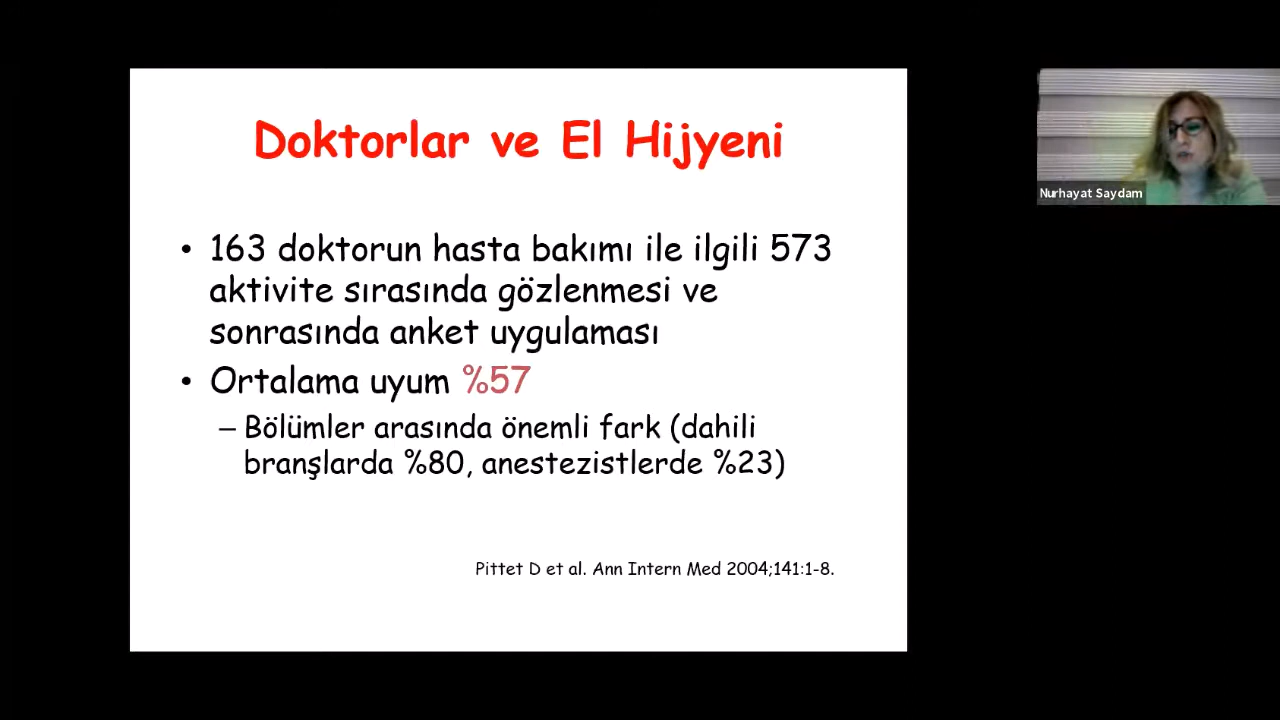 Doktorlar ve El Hijyeni
• 163 doktorun hasta bakımı ile ilgili 573
aktivite sırasında gözlenmesi ve
sonrasında anket uygulaması
• Ortalama uyum %57
– Bölümler arasında önemli fark (dahili
branşlarda %80, anestezistlerde %23)
Pittet D et al. Ann Intern Med 2004;141:1-8.
Nurhayat Saydam